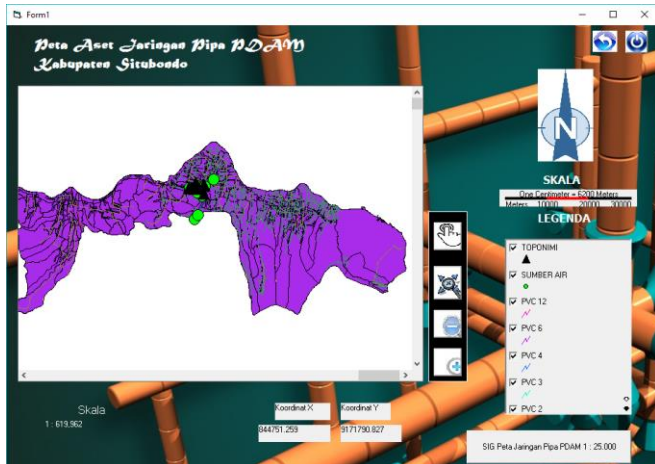 Form1
Peta Aset Jaringan Pipa PDAM
Kabupaten Situbondo
N
SKALA
One Centimeter = 6200 Meters
Meters 10000 20000 30000
LEGENDA
TOPONIMI
SUMBER AIR
PVC 12
PVC 6
PVC 4
PVC 3
PVC 2
Skala
1 : 619,962
Koordinat X Koordinat Y
844751.259 9171790.827
SIG Peta Jaringan Pipa PDAM 1 : 25.000